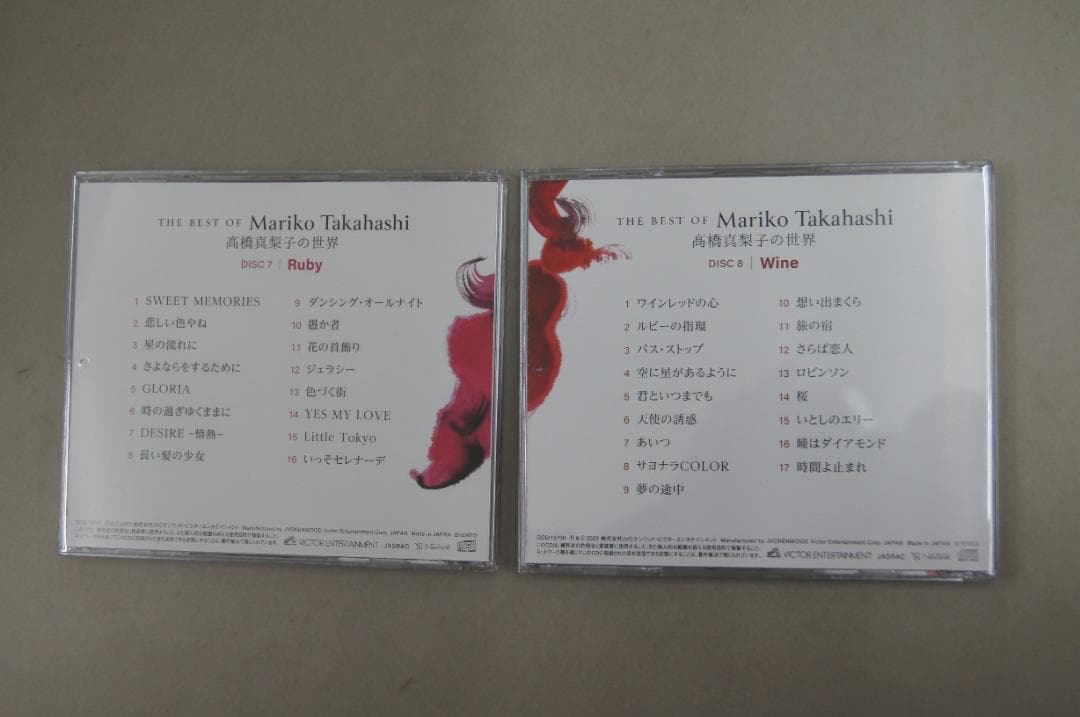 THE BEST OF Mariko Takahashi
高橋真梨子の世界
DISC 7 | Ruby
1 SWEET MEMORIES
2 悲しい色やね
3 星の流れに
4 さよならをするために
5 GLORIA
6 時の過ぎゆくままに
7 DESIRE -情熱-
8 長い髪の少女
9 ダンシング・オールナイト
10 愚か者
11 花の首飾り
12 ジェラシー
13 色づく街
14 YES MY LOVE
15 Little Tokyo
16 いっそセレナーデ
VICTOR ENTERTAINMENT JASRAC
THE BEST OF Mariko Takahashi
高橋真梨子の世界
DISC 8 | Wine
1 ワインレッドの心
2 ルビーの指環
3 バス・ストップ
4 空に星があるように
5 君といつまでも
6 天使の誘惑
7 あいつ
8 サヨナラCOLOR
9 夢の途中
10 想い出まくら
11 旅の宿
12 さらば恋人
13 ロビンソン
14 桜
15 いとしのエリー
16 瞳はダイアモンド
17 時間よ止まれ
Manufactured by JVCKENWOOD Victor Entertainment Corp. JAPAN Made in JAPAN STEREO
VICTOR ENTERTAINMENT JASRAC